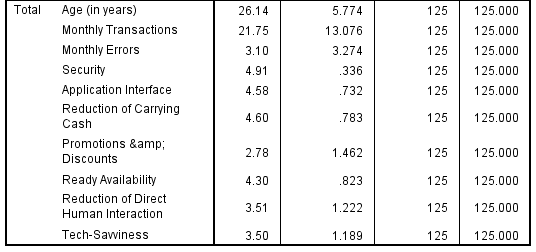 Total Age (in years) 26.14 5.774 125 125.000
Monthly Transactions 21.75 13.076 125 125.000
Monthly Errors 3.10 3.274 125 125.000
Security 4.91 .336 125 125.000
Application Interface 4.58 .732 125 125.000
Reduction of Carrying
Cash 4.60 .783 125 125.000
Promotions &amp;
Discounts 2.78 1.462 125 125.000
Ready Availability 4.30 .823 125 125.000
Reduction of Direct
Human Interaction 3.51 1.222 125 125.000
Tech-Savviness 3.50 1.189 125 125.000